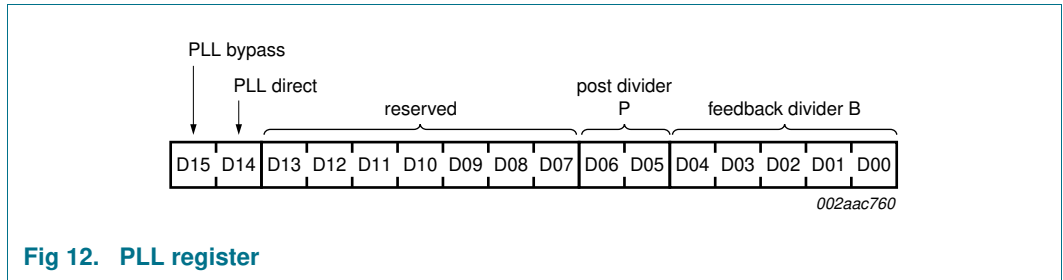 PLL bypass
PLL direct
reserved
post divider
P
feedback divider B
D15 D14 D13 D12 D11 D10 D09 D08 D07 D06 D05 D04 D03 D02 D01 D00
002aac760
Fig 12. PLL register